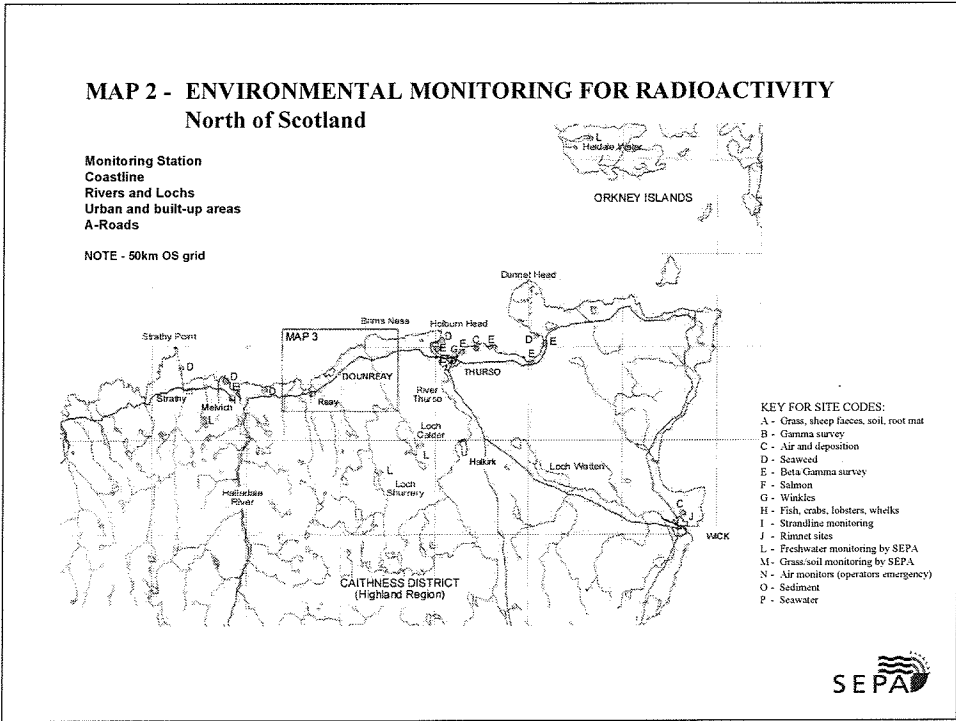 MAP 2 - ENVIRONMENTAL MONITORING FOR RADIOACTIVITY
North of Scotland
Monitoring Station
Coastline
Rivers and Lochs
Urban and built-up areas
A-Roads
NOTE - 50km OS grid
L
Heldale Water
ORKNEY ISLANDS
Dunnet Head
Strathy Point
D
MAP 3
Brims Ness
Holburn Head
D
E
G
E
C
E
D
E
E
THURSO
DOUNREAY
Reay
River
Thurso
Strathy
Melvich
D
E
D
L
Loch
Calder
L
Halkirk
Loch Watten
L
Loch
Shurrery
Halladale
River
C
J
WICK
CAITHNESS DISTRICT
(Highland Region)
KEY FOR SITE CODES:
A - Grass, sheep faeces, soil, root mat
B - Gamma survey
C - Air and deposition
D - Seaweed
E - Beta Gamma survey
F - Salmon
G - Winkles
H - Fish, crabs, lobsters, whelks
I - Strandline monitoring
J - Rimnet sites
L - Freshwater monitoring by SEPA
M - Grass/soil monitoring by SEPA
N - Air monitors (operators emergency)
O - Sediment
P - Seawater
SEPA